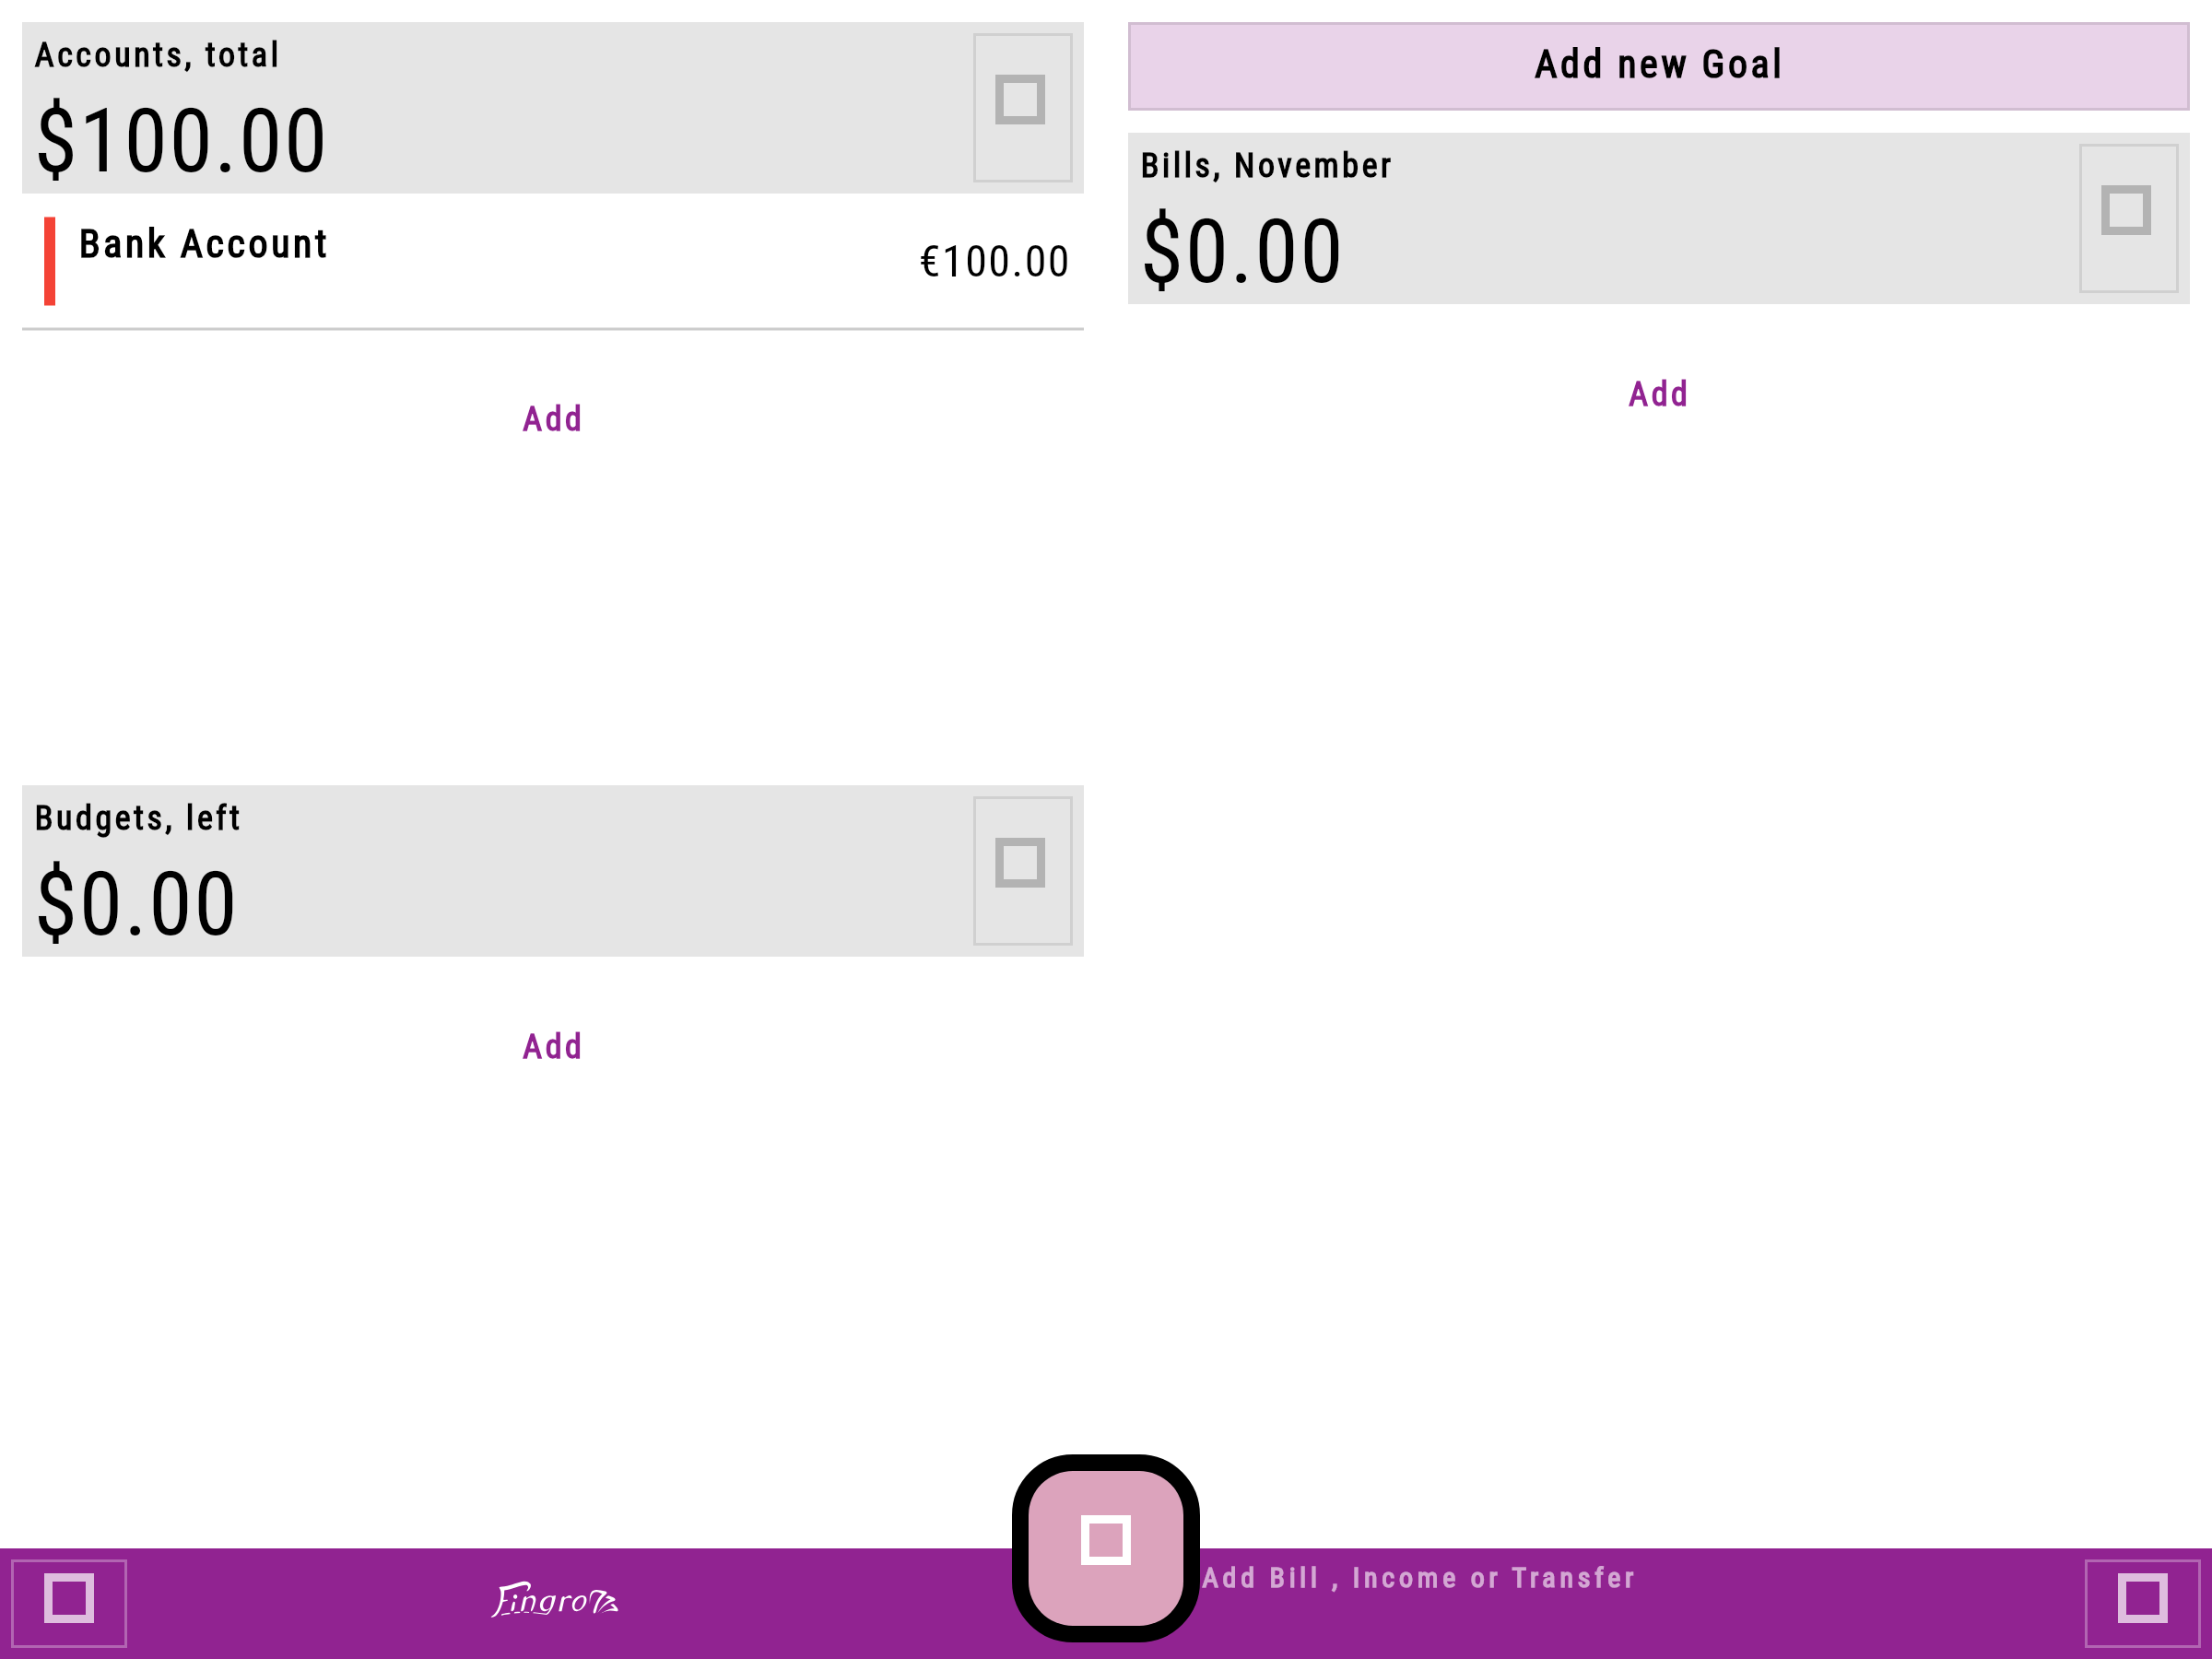 Accounts, total
$100.00
Bank Account
€100.00
Add
Budgets, left
$0.00
Add
Add new Goal
Bills, November
$0.00
Add
Add Bill , Income or Transfer